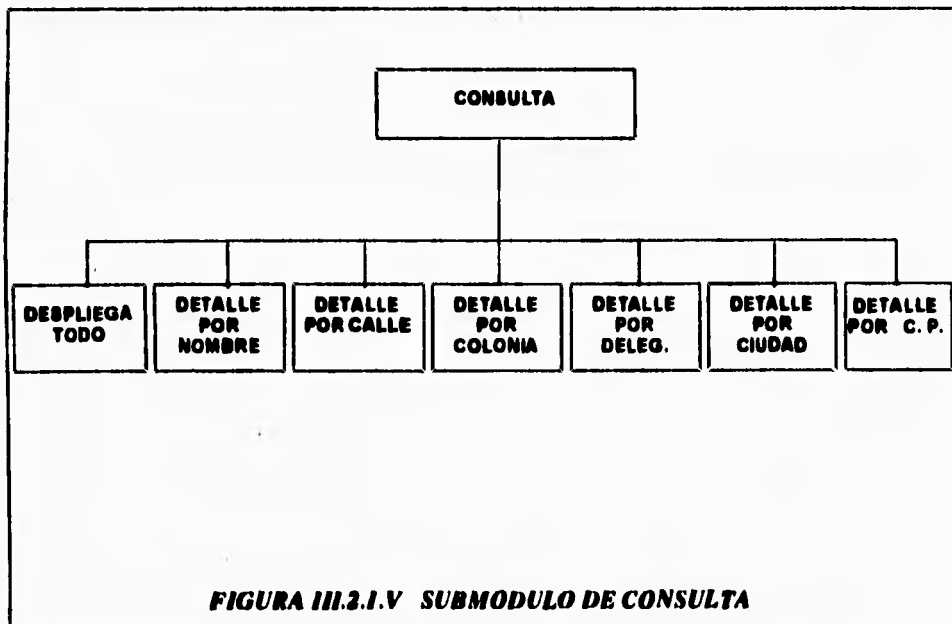 CONSULTA
DESPLIEGA
TODO
DETALLE
POR
NOMBRE
DETALLE
POR CALLE
DETALLE
POR
COLONIA
DETALLE
POR
DELEG.
DETALLE
POR
CIUDAD
DETALLE
POR C. P.
FIGURA III.2.1.V SUBMODULO DE CONSULTA